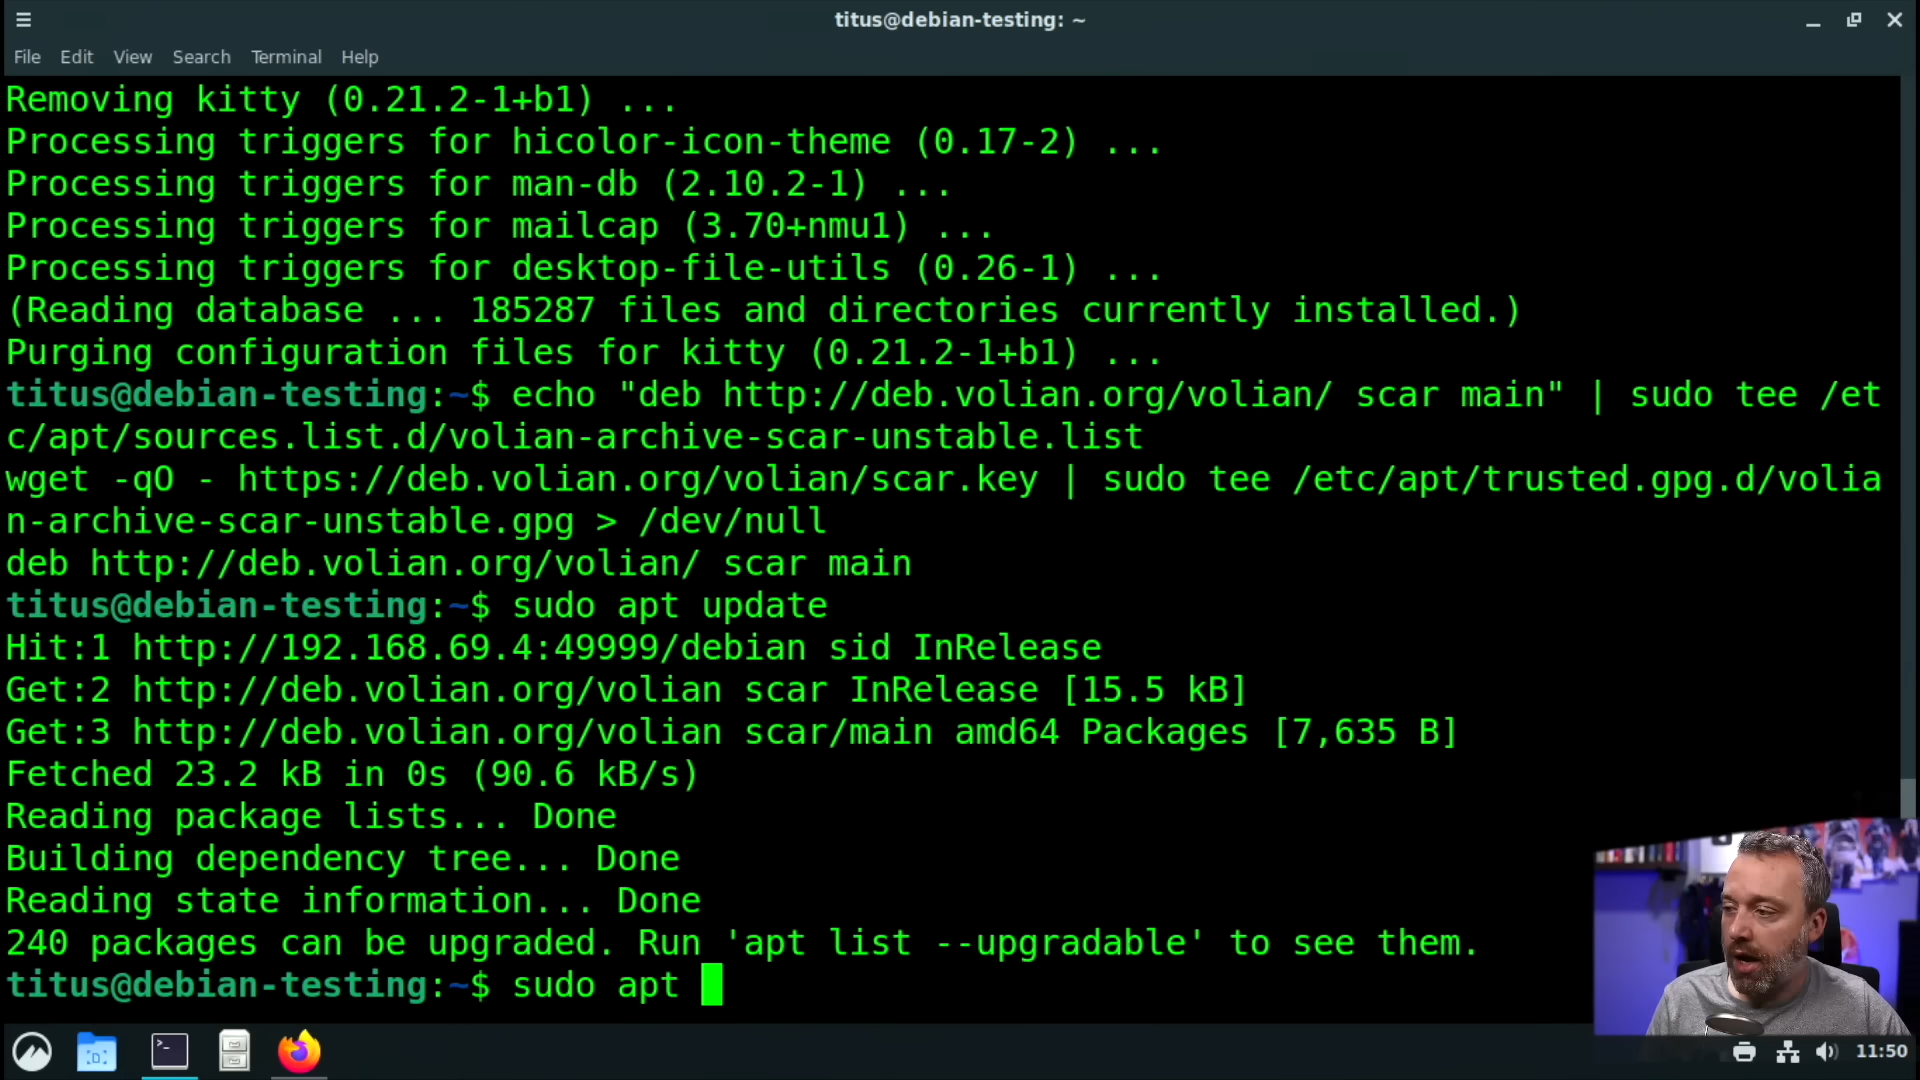 titus@debian-testing: ~
File Edit View Search Terminal Help
Removing kitty (0.21.2-1+b1) ...
Processing triggers for hicolor-icon-theme (0.17-2) ...
Processing triggers for man-db (2.10.2-1) ...
Processing triggers for mailcap (3.70+nmu1) ...
Processing triggers for desktop-file-utils (0.26-1) ...
(Reading database ... 185287 files and directories currently installed.)
Purging configuration files for kitty (0.21.2-1+b1) ...
titus@debian-testing:~$ echo "deb http://deb.volian.org/volian/ scar main" | sudo tee /et
c/apt/sources.list.d/volian-archive-scar-unstable.list
wget -qO - https://deb.volian.org/volian/scar.key | sudo tee /etc/apt/trusted.gpg.d/volia
n-archive-scar-unstable.gpg > /dev/null
deb http://deb.volian.org/volian/ scar main
titus@debian-testing:~$ sudo apt update
Hit:1 http://192.168.69.4:49999/debian sid InRelease
Get:2 http://deb.volian.org/volian scar InRelease [15.5 kB]
Get:3 http://deb.volian.org/volian scar/main amd64 Packages [7,635 B]
Fetched 23.2 kB in 0s (90.6 kB/s)
Reading package lists... Done
Building dependency tree... Done
Reading state information... Done
240 packages can be upgraded. Run 'apt list --upgradable' to see them.
titus@debian-testing:~$ sudo apt
11:50